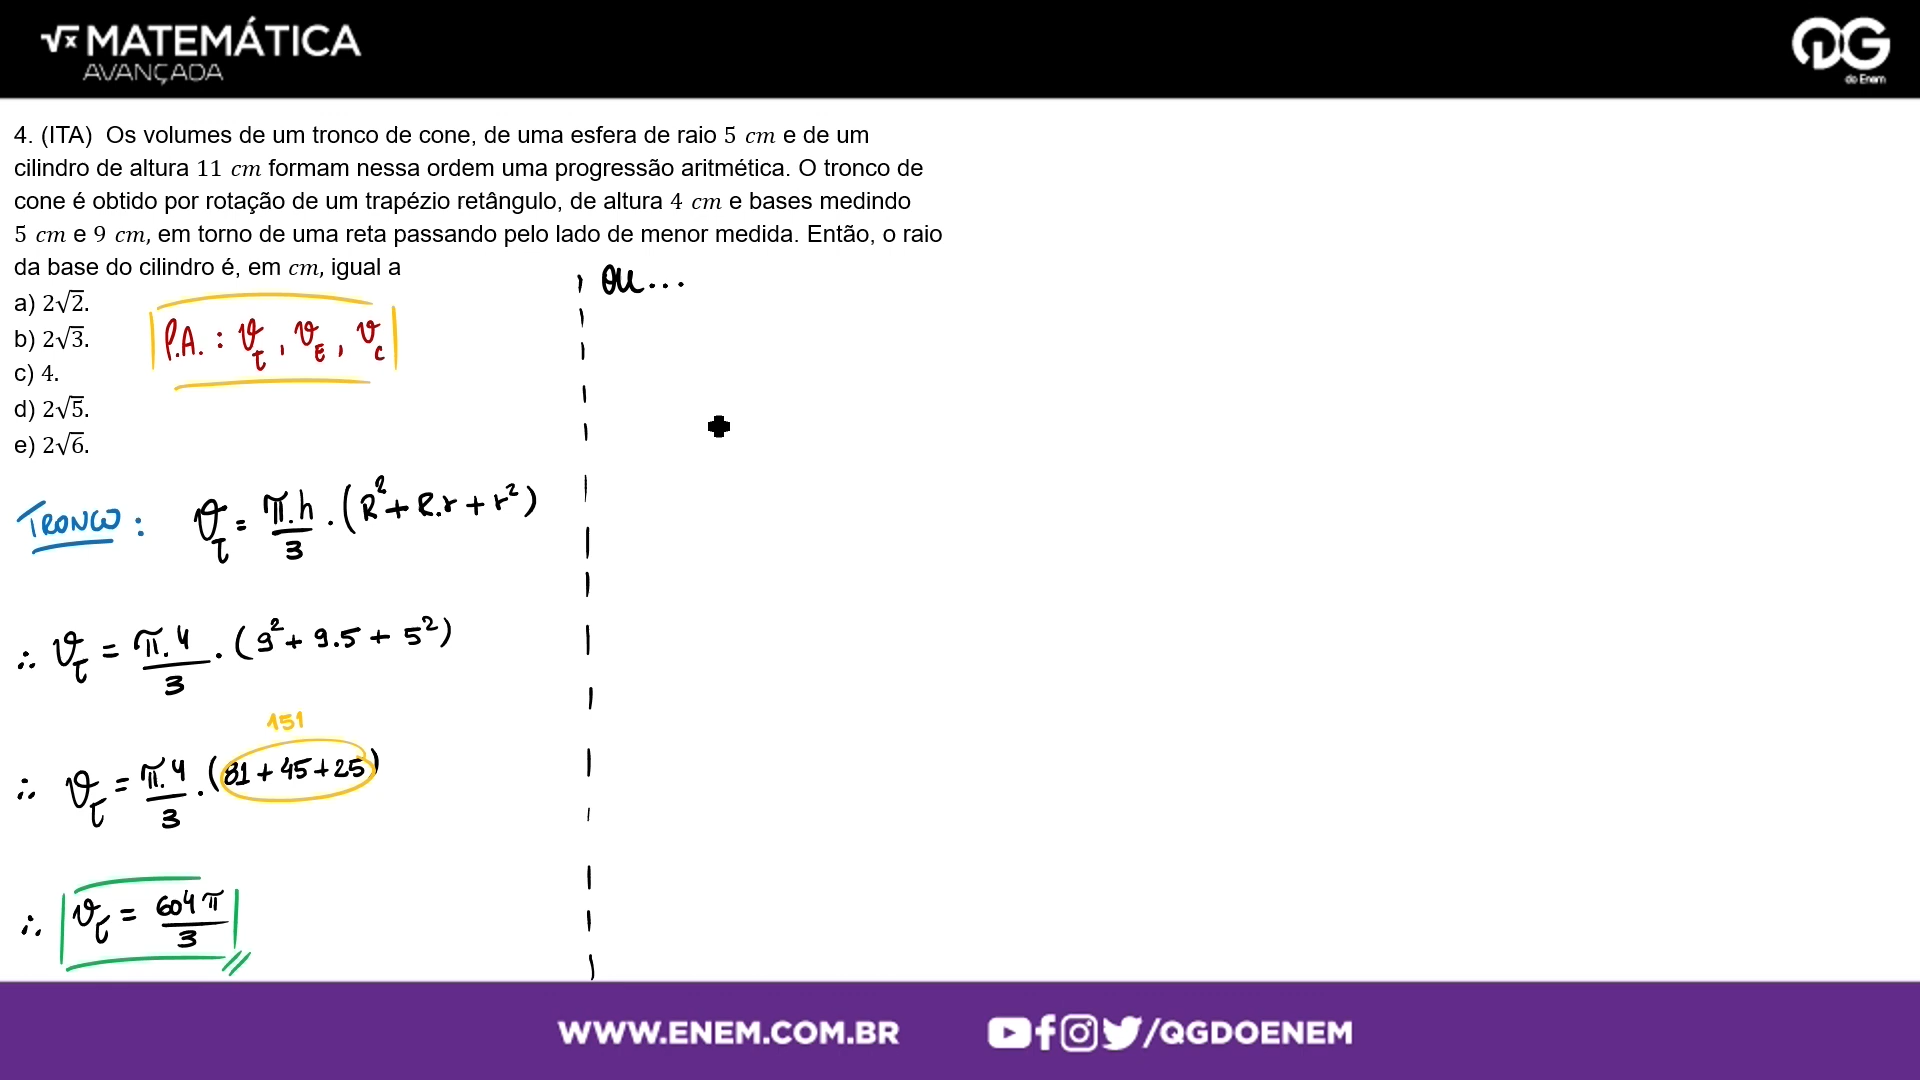 √x MATEMÁTICA
AVANÇADA
QG
do Enem
4. (ITA) Os volumes de um tronco de cone, de uma esfera de raio 5 cm e de um
cilindro de altura 11 cm formam nessa ordem uma progressão aritmética. O tronco de
cone é obtido por rotação de um trapézio retângulo, de altura 4 cm e bases medindo
5 cm e 9 cm, em torno de uma reta passando pelo lado de menor medida. Então, o raio
da base do cilindro é, em cm, igual a
a) 2√2.
b) 2√3.
c) 4.
d) 2√5.
e) 2√6.
P.A. : V_t , V_E , V_C
TRONCO : V_t = π.h/3 . (R² + R.r + r²)
∴ V_t = π.4/3 . (9² + 9.5 + 5²)
151
∴ V_t = π.4/3 . (81 + 45 + 25)
∴ V_t = 604π/3
ou...
WWW.ENEM.COM.BR
/QGDOENEM